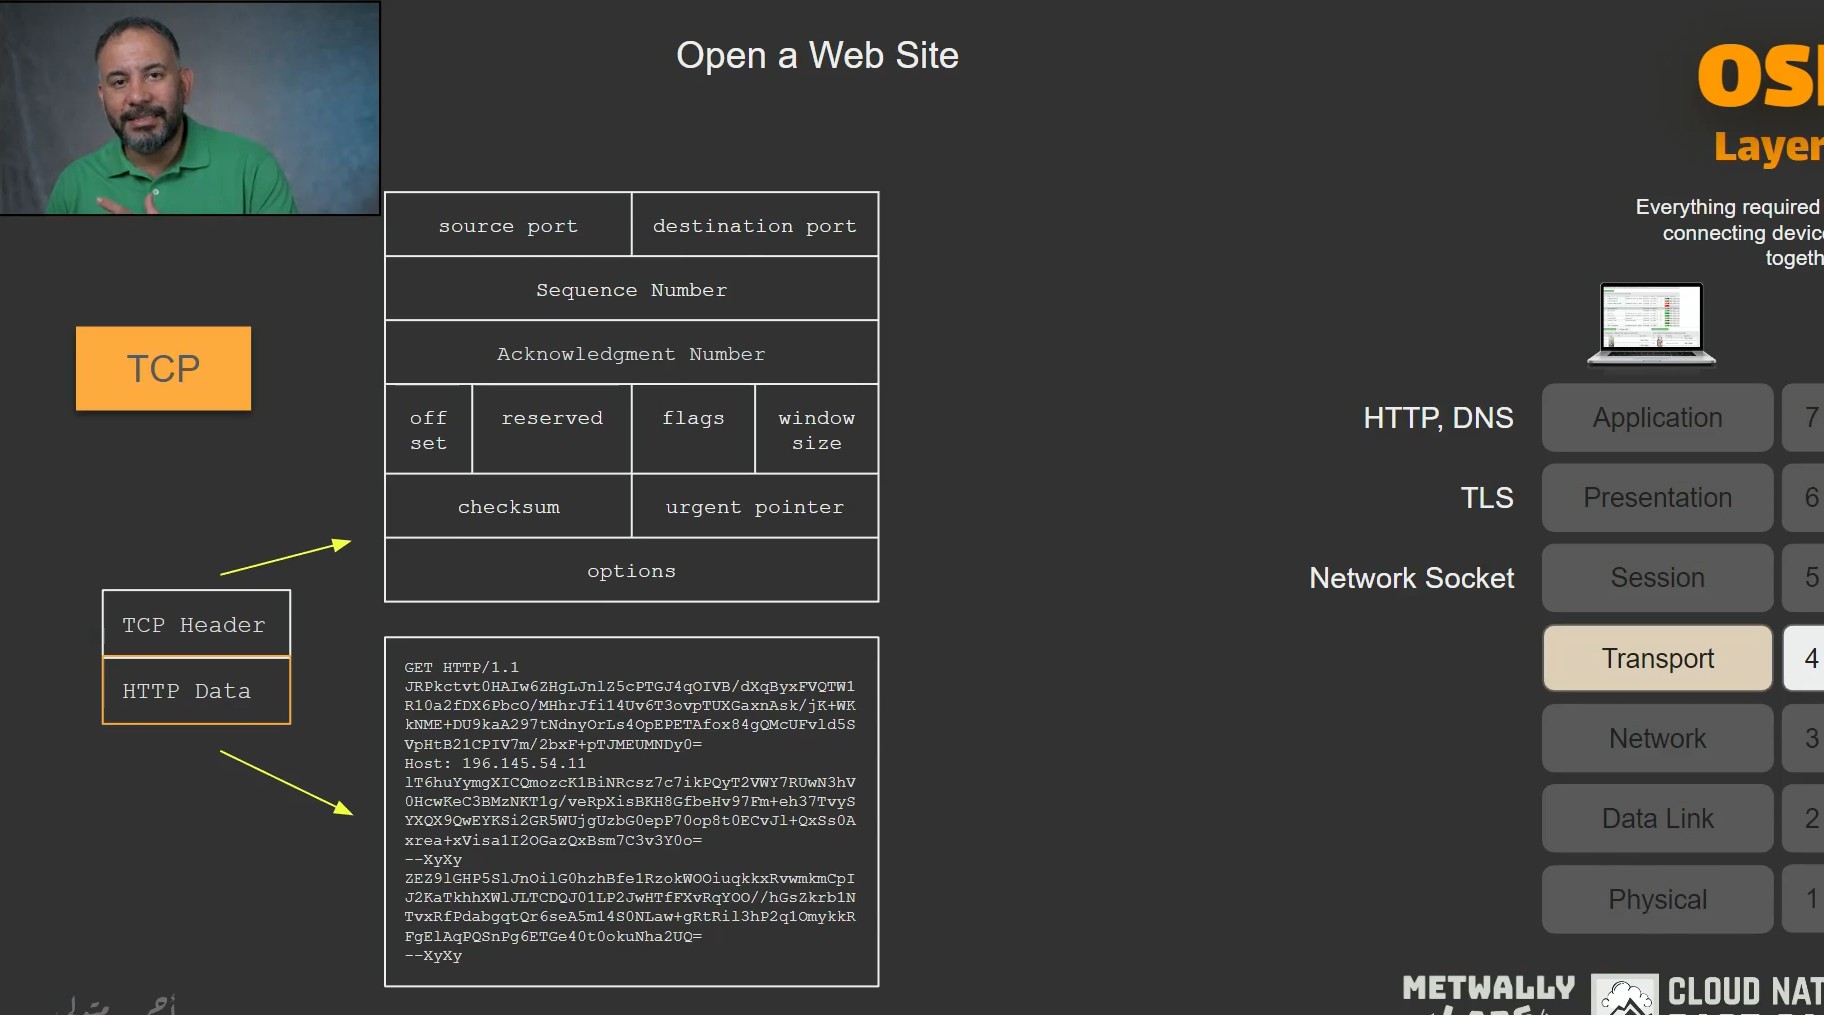 Open a Web Site
Layer
Everything required
connecting
togeth
source port
destination port
Sequence Number
Acknowledgment Number
off
set
reserved
flags
window
size
checksum
urgent pointer
options
TCP
TCP Header
HTTP Data
GET HTTP/1.1
JRPkctvt0HAIw6ZHgLJnlZ5cPTGJ4qOIVB/dXqByxFVQTW1
R10a2fDX6PbcO/MHhrJfi14Uv6T3ovpTUXGaxnAsk/jK+WK
kNME+DU9kaA297tNdnyOrLs4OpEPETAfox84gQMcUFvld5S
VpHtB21CPIV7m/2bxF+pTJMEUMNDy0=
Host: 196.145.54.11
lT6huYymgXICQmozcK1BiNRcsz7c7ikPQyT2VWY7RUwN3hV
0HcwKeC3BMzNKT1g/veRpXisBKH8GfbeHv97Fm+eh37TvyS
YXQX9QwEYKSi2GR5WUjgUzbG0epP70op8t0ECvJl+QxSs0A
xrea+xVisa1I2OGazQxBsm7C3v3Y0o=
--XyXy
ZEZ9lGHP5SlJnOilG0hzhBfe1RzokWOOiuqkkxRvwmkmCpI
J2KaTkhhXWlJLTCDQJ01LP2JwHTfFXvRqYOO//hGsZkrb1N
TvxRfPdabgqtQr6seA5m14S0NLaw+gRtRil3hP2q1OmykkR
FgElAqPQSnPg6ETGe40t0okuNha2UQ=
--XyXy
HTTP, DNS
Application
7
TLS
Presentation
6
Network Socket
Session
5
Transport
4
Network
3
Data Link
2
Physical
1
METWALLY
CLOUD NAT